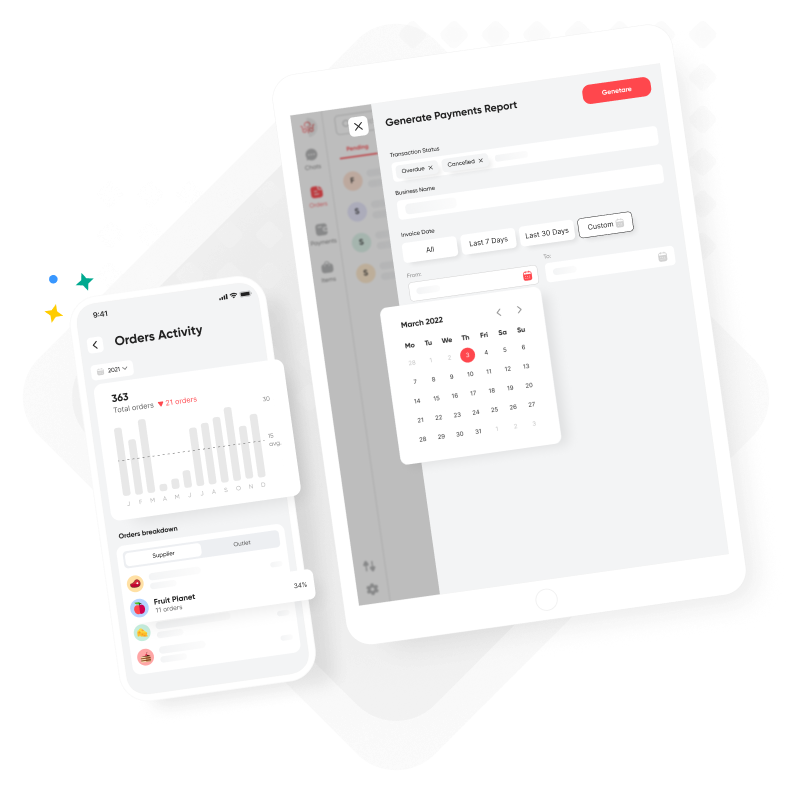 Generate Payments Report
Genetare
Pending
Chats
Orders
Payments
Items
F
S
S
S
Transaction Status
Overdue
Cancelled
Business Name
Invoice Date
All
Last 7 Days
Last 30 Days
Custom
From:
To:
March 2022
Mo Tu We Th Fri Sa Su
28 1 2 3 4 5 6
7 8 9 10 11 12 13
14 15 16 17 18 19 20
21 22 23 24 25 26 27
28 29 30 31 1 2 3
9:41
Orders Activity
2021
363
Total orders 21 orders
30
15
avg.
J F M A M J J A S O N D
Orders breakdown
Supplier
Outlet
Fruit Planet
11 orders
34%